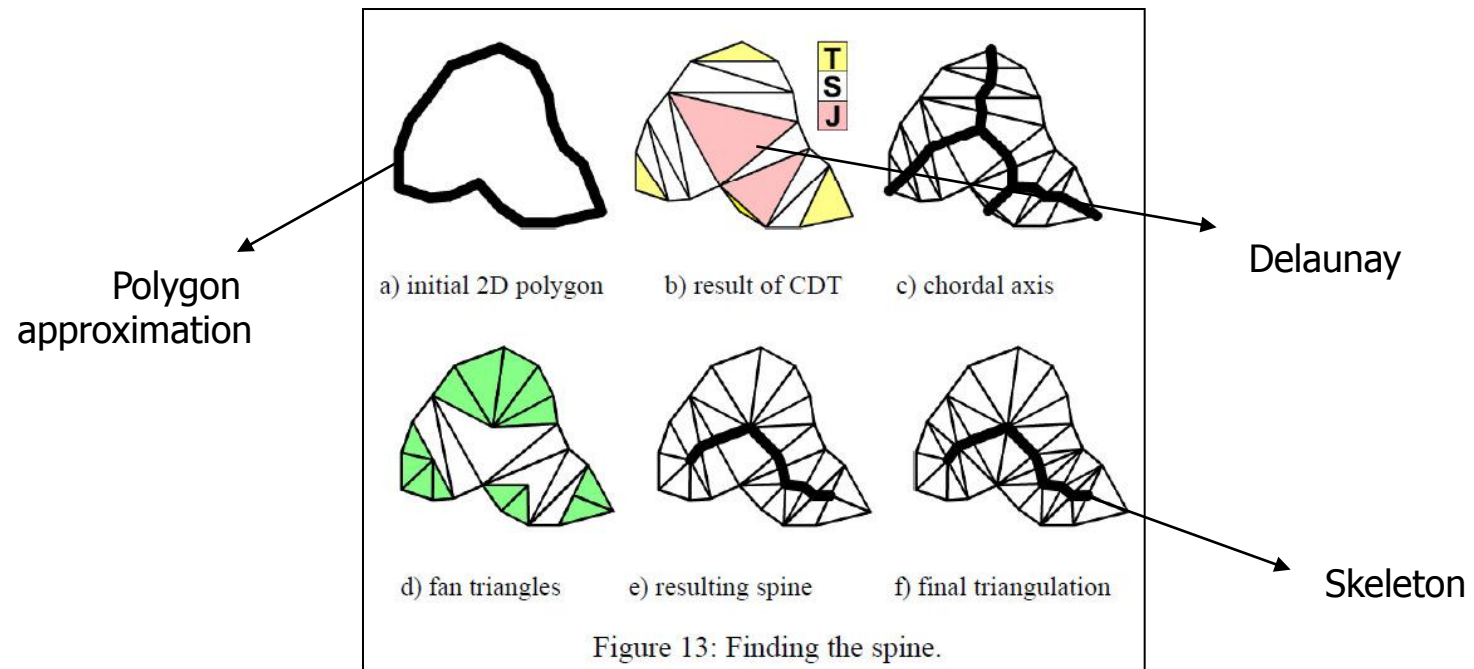 T
S
J
Polygon
approximation
Delaunay
a) initial 2D polygon b) result of CDT c) chordal axis
d) fan triangles e) resulting spine f) final triangulation
Skeleton
Figure 13: Finding the spine.